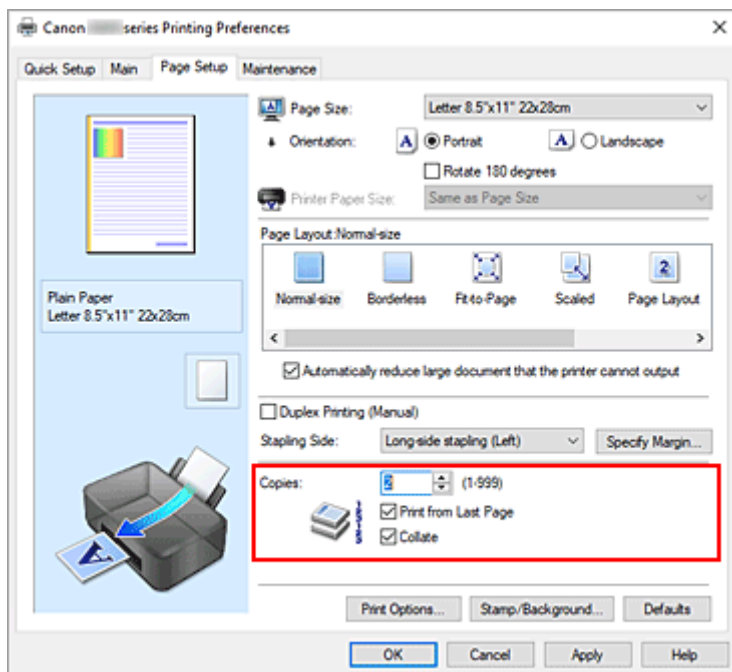 Canon series Printing Preferences
Quick Setup Main Page Setup Maintenance
Page Size: Letter 8.5"x11" 22x28cm
Orientation: A Portrait A Landscape
Rotate 180 degrees
Printer Paper Size: Same as Page Size
Page Layout:Normal-size
2
Normal-size Borderless Fit-to-Page Scaled Page Layout
Plain Paper
Letter 8.5"x11" 22x28cm
Automatically reduce large document that the printer cannot output
Duplex Printing (Manual)
Stapling Side: Long-side stapling (Left) Specify Margin...
Copies: 2 (1-999)
Print from Last Page
Collate
A
Print Options... Stamp/Background... Defaults
OK Cancel Apply Help